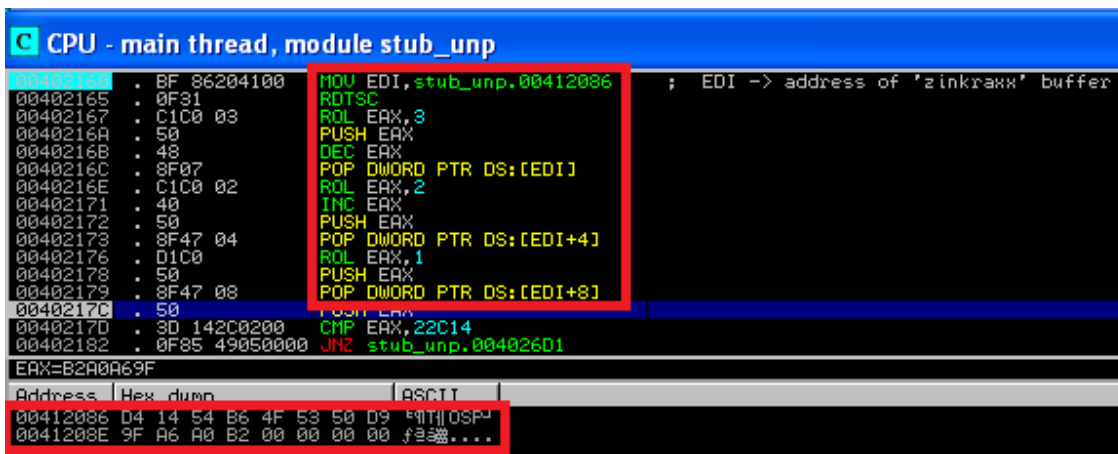 C CPU - main thread, module stub_unp
00402160 . BF 86204100 MOV EDI,stub_unp.00412086 ; EDI -> address of 'zinkraxx' buffer
00402165 . 0F31 RDTSC
00402167 . C1C0 03 ROL EAX,3
0040216A . 50 PUSH EAX
0040216B . 48 DEC EAX
0040216C . 8F07 POP DWORD PTR DS:[EDI]
0040216E . C1C0 02 ROL EAX,2
00402171 . 40 INC EAX
00402172 . 50 PUSH EAX
00402173 . 8F47 04 POP DWORD PTR DS:[EDI+4]
00402176 . D1C0 ROL EAX,1
00402178 . 50 PUSH EAX
00402179 . 8F47 08 POP DWORD PTR DS:[EDI+8]
0040217C . 50 PUSH EAX
0040217D . 3D 142C0200 CMP EAX,22C14
00402182 . 0F85 49050000 JNZ stub_unp.004026D1
EAX=B2A0A69F
Address Hex dump ASCII
00412086 D4 14 54 B6 4F 53 50 D9 ╘¶T╢OSP┘
0041208E 9F A6 A0 B2 00 00 00 00 ƒªá▓....